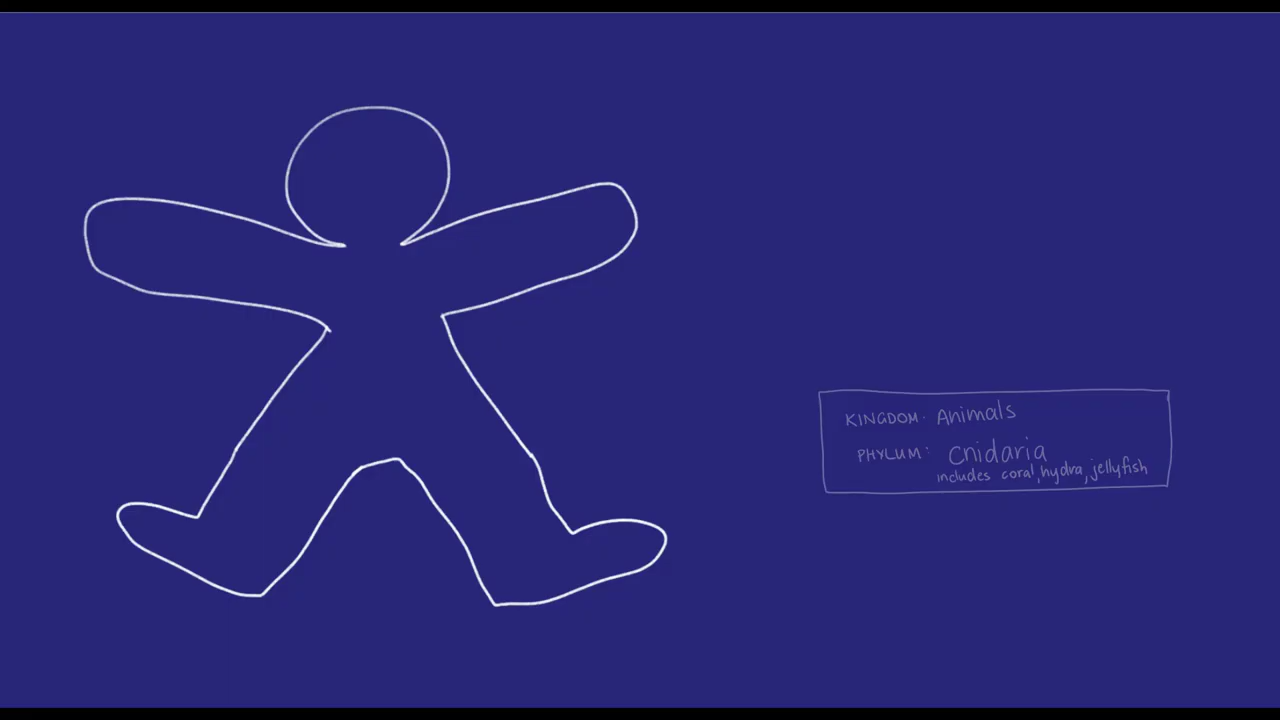 KINGDOM: Animals
PHYLUM: Cnidaria
includes coral, hydra, jellyfish